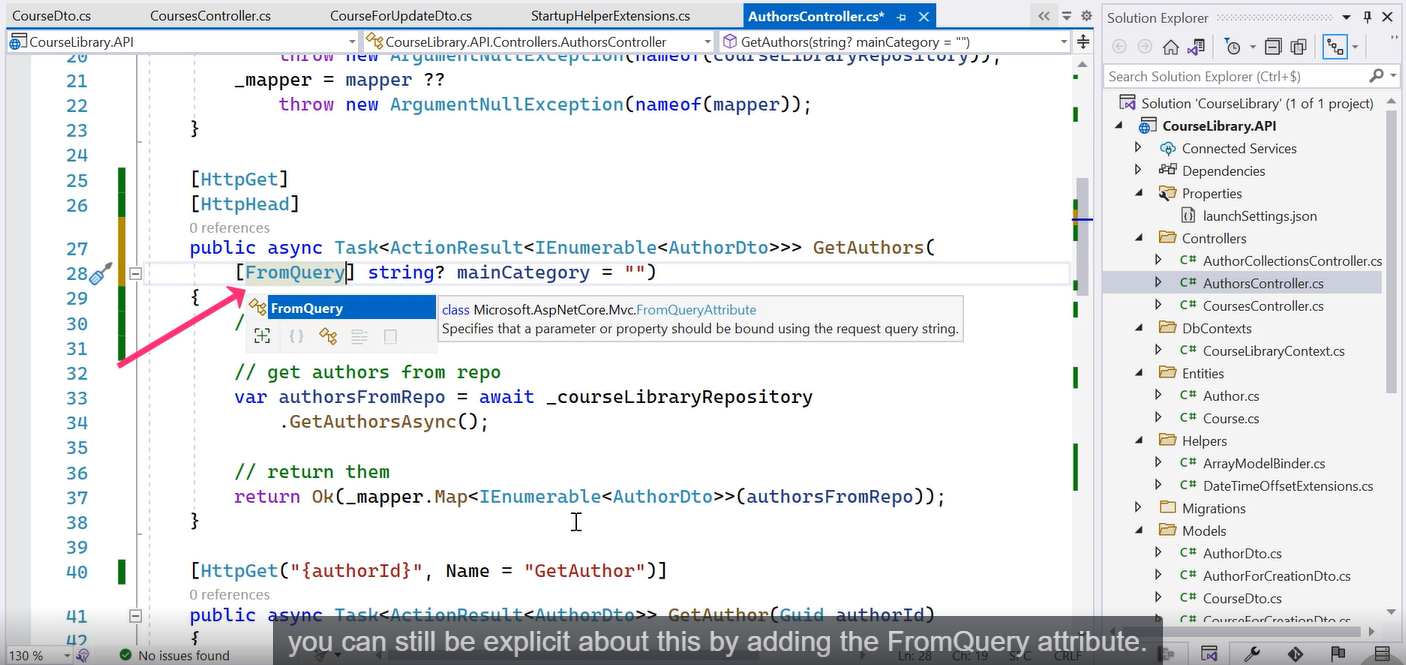 CourseDto.cs CoursesController.cs CourseForUpdateDto.cs StartupHelperExtensions.cs AuthorsController.cs*
CourseLibrary.API CourseLibrary.API.Controllers.AuthorsController GetAuthors(string? mainCategory = "")
20 throw new ArgumentNullException(nameof(courseLibraryRepository));
21 _mapper = mapper ??
22 throw new ArgumentNullException(nameof(mapper));
23 }
24
25 [HttpGet]
26 [HttpHead]
0 references
27 public async Task<ActionResult<IEnumerable<AuthorDto>>> GetAuthors(
28 [FromQuery] string? mainCategory = "")
29 {
30 /
31
FromQuery
class Microsoft.AspNetCore.Mvc.FromQueryAttribute
Specifies that a parameter or property should be bound using the request query string.
32 // get authors from repo
33 var authorsFromRepo = await _courseLibraryRepository
34 .GetAuthorsAsync();
35
36 // return them
37 return Ok(_mapper.Map<IEnumerable<AuthorDto>>(authorsFromRepo));
38 }
39
40 [HttpGet("{authorId}", Name = "GetAuthor")]
0 references
41 public async Task<ActionResult<AuthorDto>> GetAuthor(Guid authorId)
42 {
you can still be explicit about this by adding the FromQuery attribute.
130 % No issues found Ln: 28 Ch: 19 SPC CRLF
Solution Explorer
Search Solution Explorer (Ctrl+$)
Solution 'CourseLibrary' (1 of 1 project)
CourseLibrary.API
Connected Services
Dependencies
Properties
launchSettings.json
Controllers
C# AuthorCollectionsController.cs
C# AuthorsController.cs
C# CoursesController.cs
DbContexts
C# CourseLibraryContext.cs
Entities
C# Author.cs
C# Course.cs
Helpers
C# ArrayModelBinder.cs
C# DateTimeOffsetExtensions.cs
Migrations
Models
C# AuthorDto.cs
C# AuthorForCreationDto.cs
C# CourseDto.cs
C# CourseForCreationDto.cs